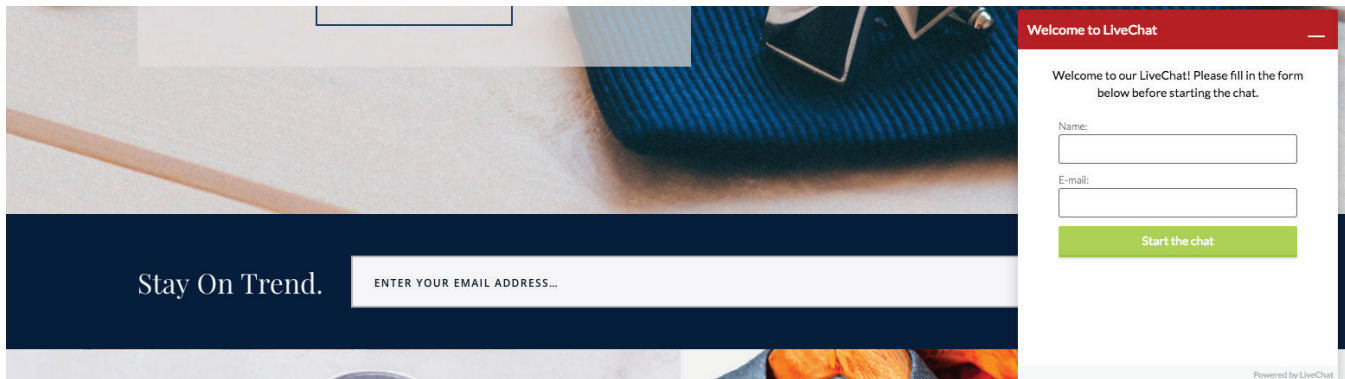 Welcome to LiveChat
Welcome to our LiveChat! Please fill in the form
below before starting the chat.
Name:
E-mail:
Start the chat
Stay On Trend.
ENTER YOUR EMAIL ADDRESS...
Powered by LiveChat